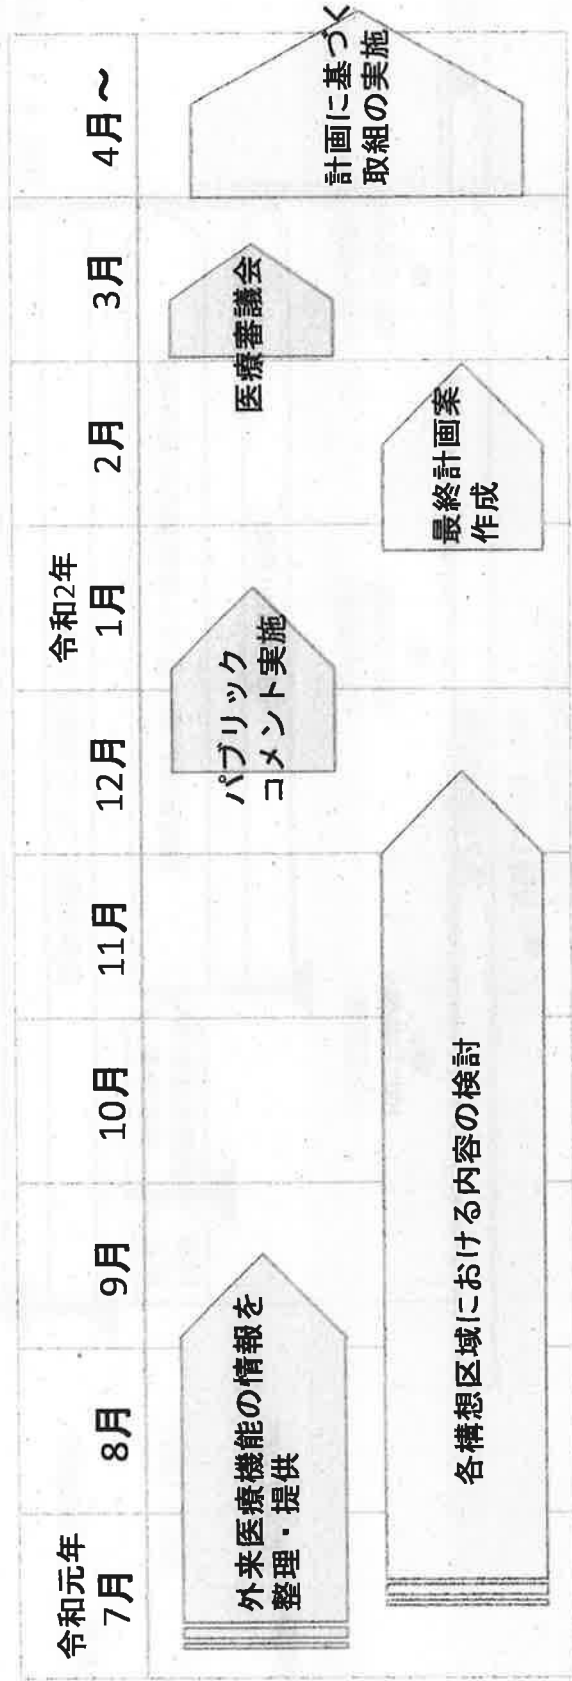 令和元年
7月
8月
9月
10月
11月
12月
令和2年
1月
2月
3月
4月～
外来医療機能の情報を
整理・提供
パブリック
コメント実施
医療審議会
計画に基づく
取組の実施
各構想区域における内容の検討
最終計画案
作成